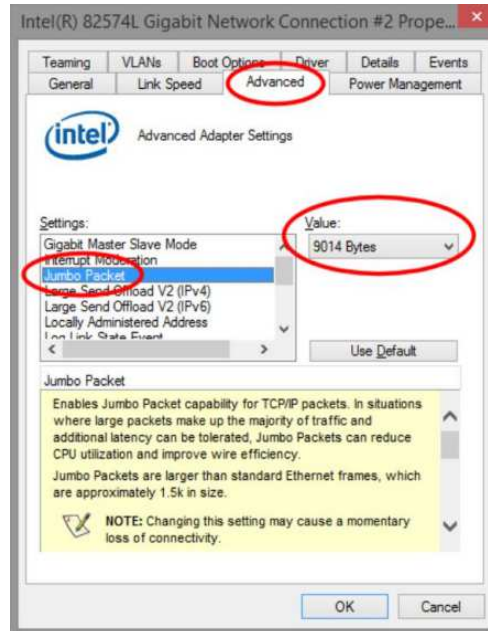 Intel(R) 82574L Gigabit Network Connection #2 Prope...
Teaming VLANs Boot Options Driver Details Events
General Link Speed Advanced Power Management
intel
Advanced Adapter Settings
Settings:
Value:
Gigabit Master Slave Mode
9014 Bytes
Interrupt Moderation
Jumbo Packet
Large Send Offload V2 (IPv4)
Large Send Offload V2 (IPv6)
Locally Administered Address
Log Link State Event
Use Default
Jumbo Packet
Enables Jumbo Packet capability for TCP/IP packets. In situations
where large packets make up the majority of traffic and
additional latency can be tolerated, Jumbo Packets can reduce
CPU utilization and improve wire efficiency.
Jumbo Packets are larger than standard Ethernet frames, which
are approximately 1.5k in size.
NOTE: Changing this setting may cause a momentary
loss of connectivity.
OK Cancel